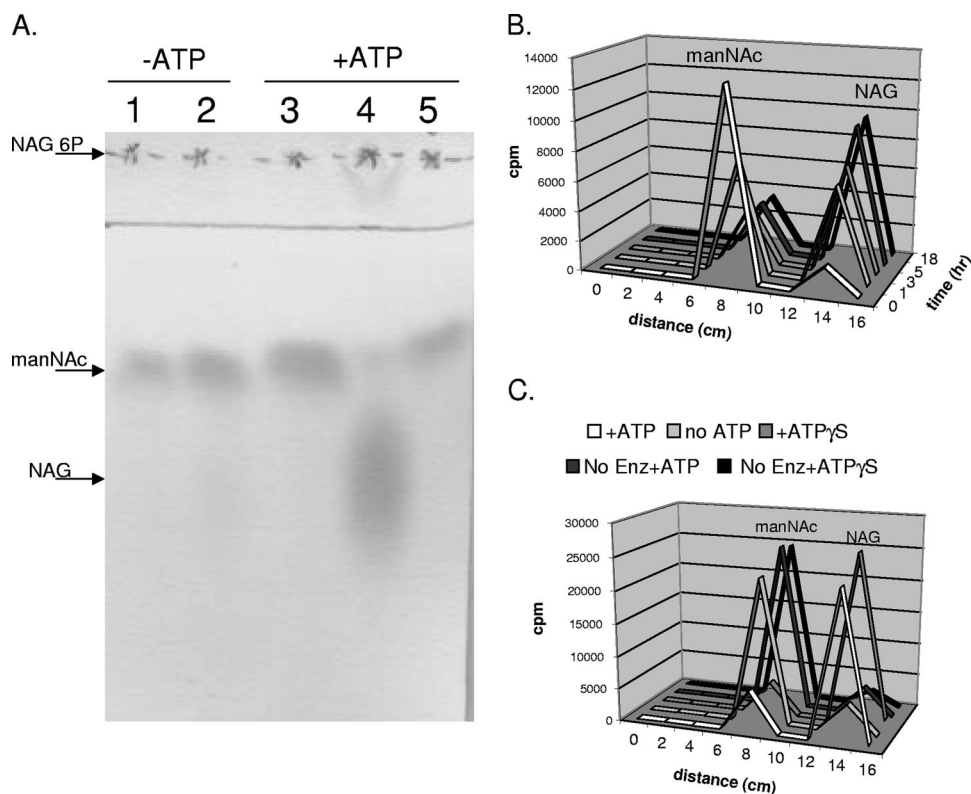 A.
-ATP +ATP
1 2 3 4 5
NAG 6P
manNAc
NAG
B.
14000
12000
10000
8000
6000
4000
2000
0
cpm
manNAc
NAG
0 2 4 6 8 10 12 14 16
distance (cm)
0 1 3 5 18
time (hr)
C.
+ATP no ATP +ATPγS
No Enz+ATP No Enz+ATPγS
30000
25000
20000
15000
10000
5000
0
cpm
manNAc
NAG
0 2 4 6 8 10 12 14 16
distance (cm)